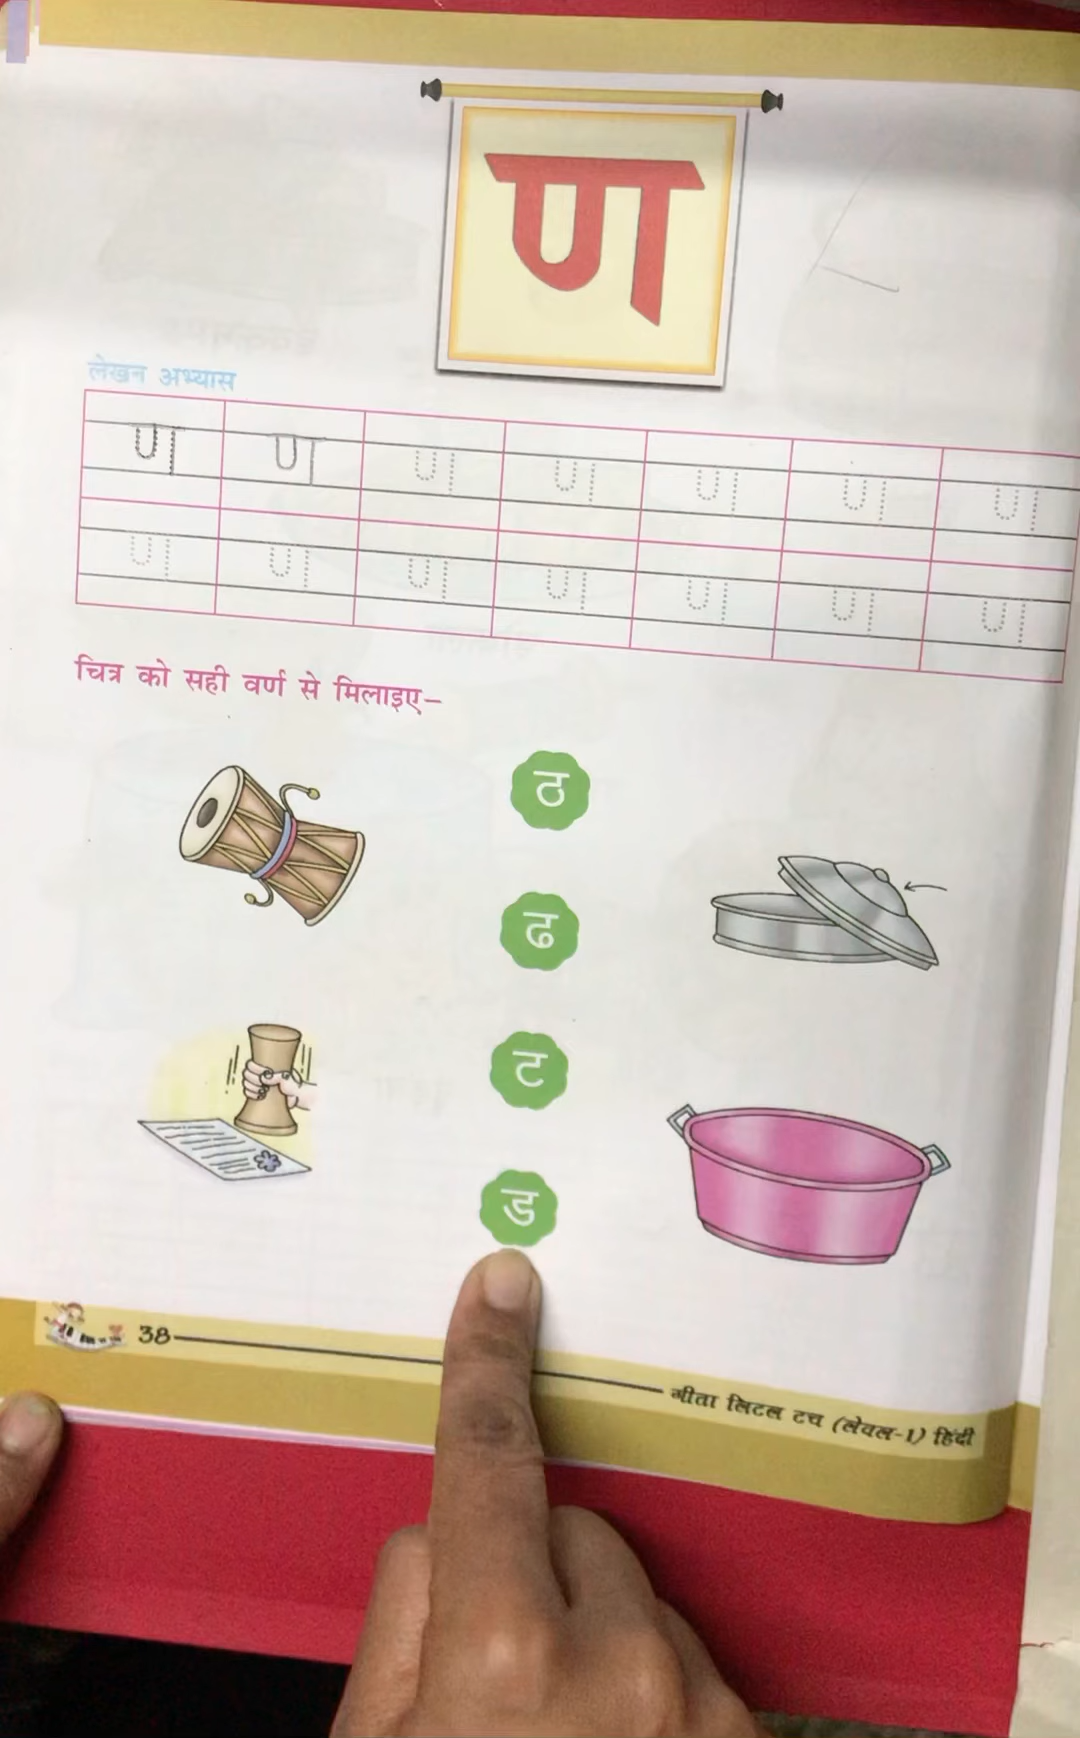 ण
लेखन अभ्यास
ण ण ण ण ण ण ण
ण ण ण ण ण ण ण
चित्र को सही वर्ण से मिलाइए-
ठ
ढ
ट
ड
38
गीता लिटल टच (लेवल-1) हिंदी